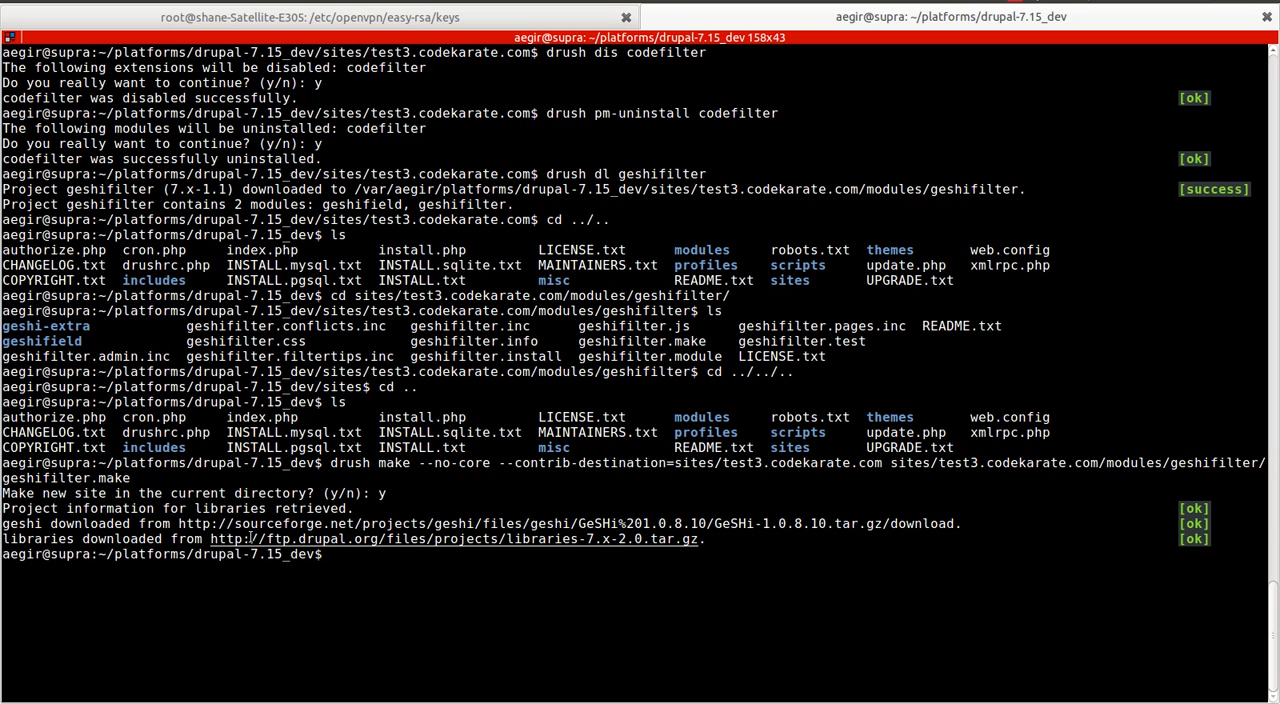 root@shane-Satellite-E305: /etc/openvpn/easy-rsa/keys
aegir@supra: ~/platforms/drupal-7.15_dev
aegir@supra: ~/platforms/drupal-7.15_dev 158x43
aegir@supra:~/platforms/drupal-7.15_dev/sites/test3.codekarate.com$ drush dis codefilter
The following extensions will be disabled: codefilter
Do you really want to continue? (y/n): y
codefilter was disabled successfully. [ok]
aegir@supra:~/platforms/drupal-7.15_dev/sites/test3.codekarate.com$ drush pm-uninstall codefilter
The following modules will be uninstalled: codefilter
Do you really want to continue? (y/n): y
codefilter was successfully uninstalled. [ok]
aegir@supra:~/platforms/drupal-7.15_dev/sites/test3.codekarate.com$ drush dl geshifilter
Project geshifilter (7.x-1.1) downloaded to /var/aegir/platforms/drupal-7.15_dev/sites/test3.codekarate.com/modules/geshifilter. [success]
Project geshifilter contains 2 modules: geshifield, geshifilter.
aegir@supra:~/platforms/drupal-7.15_dev/sites/test3.codekarate.com$ cd ../..
aegir@supra:~/platforms/drupal-7.15_dev$ ls
authorize.php cron.php index.php install.php LICENSE.txt modules robots.txt themes web.config
CHANGELOG.txt drushrc.php INSTALL.mysql.txt INSTALL.sqlite.txt MAINTAINERS.txt profiles scripts update.php xmlrpc.php
COPYRIGHT.txt includes INSTALL.pgsql.txt INSTALL.txt misc README.txt sites UPGRADE.txt
aegir@supra:~/platforms/drupal-7.15_dev$ cd sites/test3.codekarate.com/modules/geshifilter/
aegir@supra:~/platforms/drupal-7.15_dev/sites/test3.codekarate.com/modules/geshifilter$ ls
geshi-extra geshifilter.conflicts.inc geshifilter.inc geshifilter.js geshifilter.pages.inc README.txt
geshifield geshifilter.css geshifilter.info geshifilter.make geshifilter.test
geshifilter.admin.inc geshifilter.filtertips.inc geshifilter.install geshifilter.module LICENSE.txt
aegir@supra:~/platforms/drupal-7.15_dev/sites/test3.codekarate.com/modules/geshifilter$ cd ../../..
aegir@supra:~/platforms/drupal-7.15_dev/sites$ cd ..
aegir@supra:~/platforms/drupal-7.15_dev$ ls
authorize.php cron.php index.php install.php LICENSE.txt modules robots.txt themes web.config
CHANGELOG.txt drushrc.php INSTALL.mysql.txt INSTALL.sqlite.txt MAINTAINERS.txt profiles scripts update.php xmlrpc.php
COPYRIGHT.txt includes INSTALL.pgsql.txt INSTALL.txt misc README.txt sites UPGRADE.txt
aegir@supra:~/platforms/drupal-7.15_dev$ drush make --no-core --contrib-destination=sites/test3.codekarate.com sites/test3.codekarate.com/modules/geshifilter/
geshifilter.make
Make new site in the current directory? (y/n): y
Project information for libraries retrieved. [ok]
geshi downloaded from http://sourceforge.net/projects/geshi/files/geshi/GeSHi%201.0.8.10/GeSHi-1.0.8.10.tar.gz/download. [ok]
libraries downloaded from http://ftp.drupal.org/files/projects/libraries-7.x-2.0.tar.gz. [ok]
aegir@supra:~/platforms/drupal-7.15_dev$